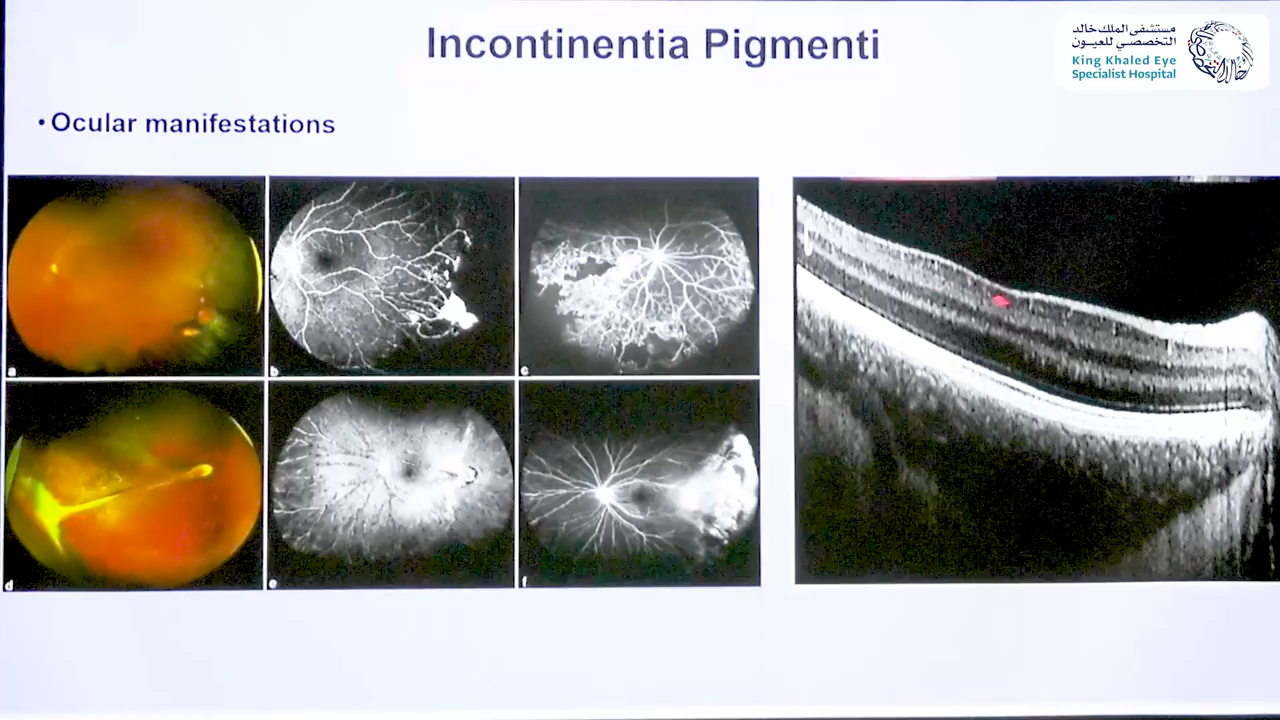 Incontinentia Pigmenti
مستشفى الملك خالد
التخصصي للعيون
King Khaled Eye
Specialist Hospital
• Ocular manifestations
a
b
c
d
e
f